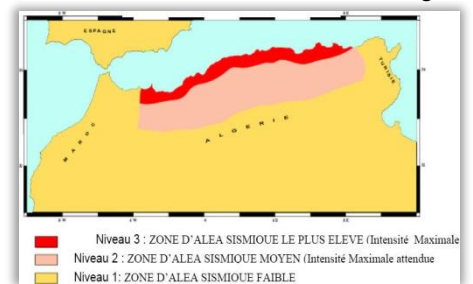 ESPAGNE
TUNISIE
MAROC
ALGERIE
Niveau 3 : ZONE D'ALEA SISMIQUE LE PLUS ELEVE (Intensité Maximale
Niveau 2 : ZONE D'ALEA SISMIQUE MOYEN (Intensité Maximale attendue
Niveau 1: ZONE D'ALEA SISMIQUE FAIBLE